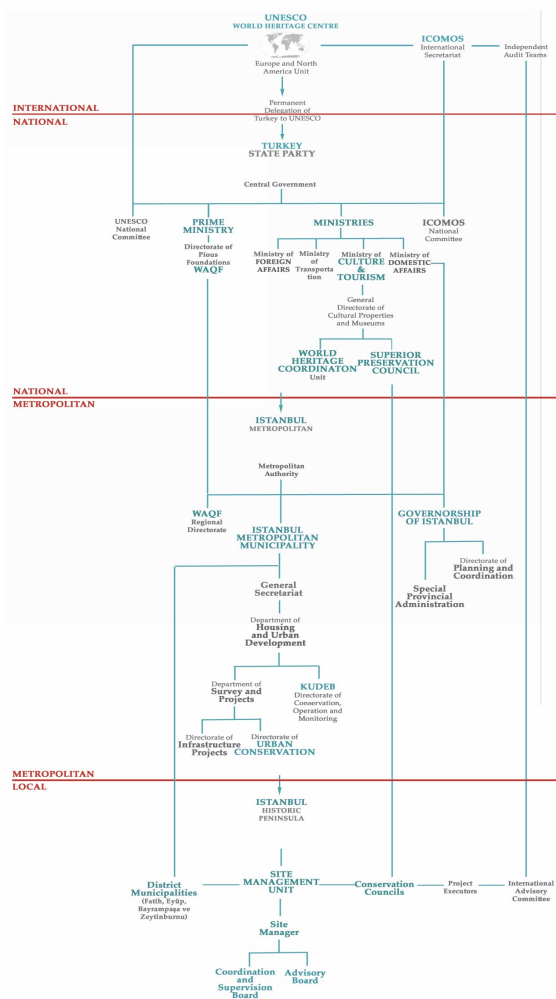 UNESCO
WORLD HERITAGE CENTRE
Europe and North
America Unit
ICOMOS
International
Secretariat
Independent
Audit Teams
INTERNATIONAL
NATIONAL
Permanent
Delegation of
Turkey to UNESCO
TURKEY
STATE PARTY
Central Government
UNESCO
National
Committee
PRIME
MINISTRY
Directorate of
Pious
Foundations
WAQF
MINISTRIES
ICOMOS
National
Committee
Ministry of
FOREIGN
AFFAIRS
Ministry
of
Transporta
tion
Ministry of
CULTURE
&
TOURISM
Ministry of
DOMESTIC
AFFAIRS
General
Directorate of
Cultural Properties
and Museums
WORLD
HERITAGE
COORDINATON
Unit
SUPERIOR
PRESERVATION
COUNCIL
NATIONAL
METROPOLITAN
ISTANBUL
METROPOLITAN
Metropolitan
Authority
WAQF
Regional
Directorate
ISTANBUL
METROPOLITAN
MUNICIPALITY
GOVERNORSHIP
OF ISTANBUL
Special
Provincial
Administration
Directorate of
Planning and
Coordination
General
Secretariat
Department of
Housing
and Urban
Development
Department of
Survey and
Projects
KUDEB
Directorate of
Conservation,
Operation and
Monitoring
Directorate of
Infrastructure
Projects
Directorate of
URBAN
CONSERVATION
METROPOLITAN
LOCAL
ISTANBUL
HISTORIC
PENINSULA
District
Municipalities
(Fatih, Eyüp,
Bayrampaşa ve
Zeytinburnu)
SITE
MANAGEMENT
UNIT
Conservation
Councils
Project
Executors
International
Advisory
Committee
Site
Manager
Coordination
and
Supervision
Board
Advisory
Board